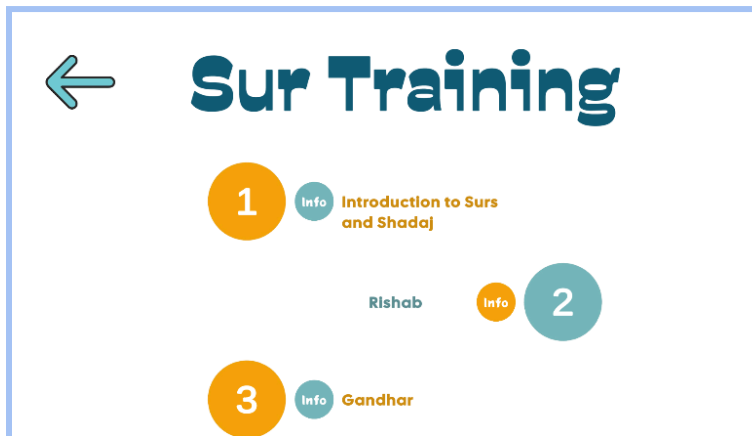 Sur Training
1
Info
Introduction to Surs
and Shadaj
Rishab
Info
2
3
Info
Gandhar